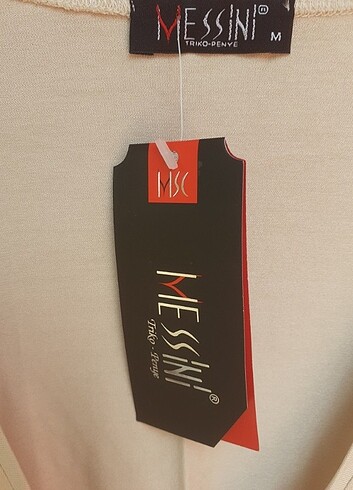 MESSINI®
TRIKO-PENYE
M
MSC
MESSINI®
Triko - Penye